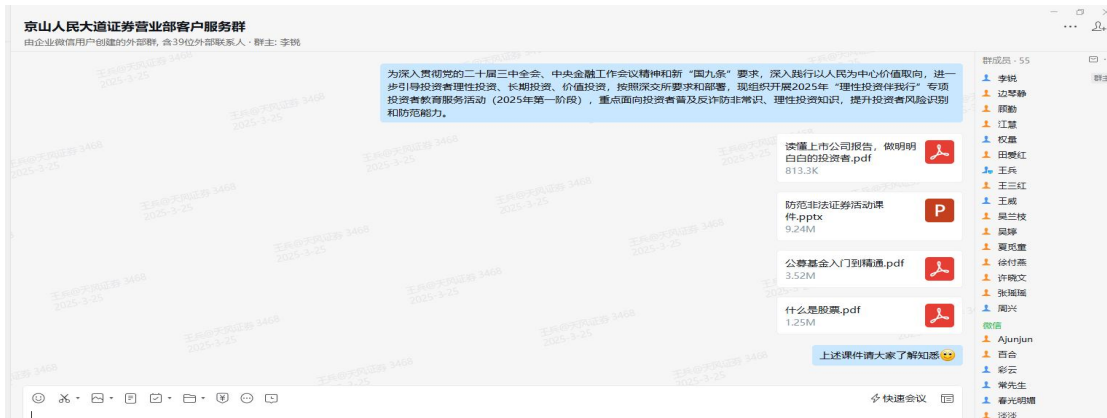 京山人民大道证券营业部客户服务群
由企业微信用户创建的外部群, 含39位外部联系人 · 群主: 李锐
为深入贯彻党的二十届三中全会、中央金融工作会议精神和新“国九条”要求，深入践行以人民为中心价值取向，进一
步引导投资者理性投资、长期投资、价值投资，按照深交所要求和部署，现组织开展2025年“理性投资伴我行”专项
投资者教育服务活动（2025年第一阶段），重点面向投资者普及反诈防非常识、理性投资知识，提升投资者风险识别
和防范能力。
读懂上市公司报告，做明明
白白的投资者.pdf
813.3K
防范非法证券活动课
件.pptx
9.24M
公募基金入门到精通.pdf
3.52M
什么是股票.pdf
1.25M
上述课件请大家了解知悉
快速会议
群成员 · 55
李锐
群主
边琴静
顾勤
江慧
权量
田爱红
王兵
王三红
王威
吴兰枝
吴婷
夏觅童
徐付燕
许晓文
张瑶瑶
周兴
微信
Ajunjun
百合
彩云
常先生
春光明媚
淡淡
王兵@天风证券 3468
2025-3-25